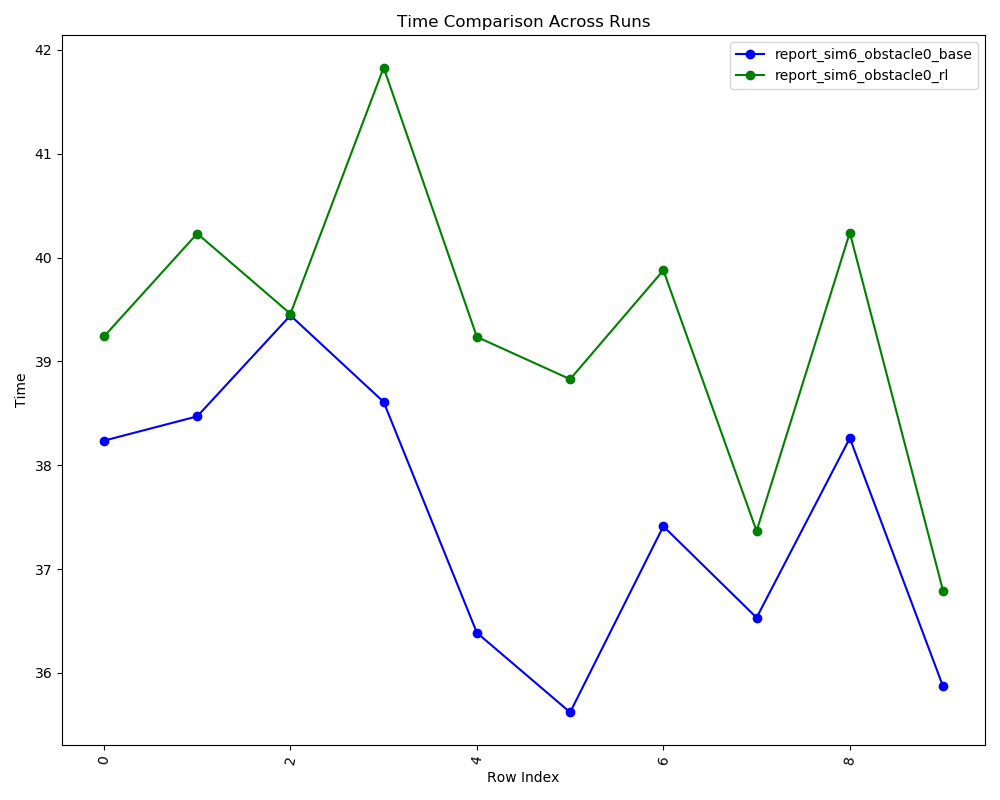 Time Comparison Across Runs
report_sim6_obstacle0_base
report_sim6_obstacle0_rl
Time
42
41
40
39
38
37
36
0
2
4
6
8
Row Index